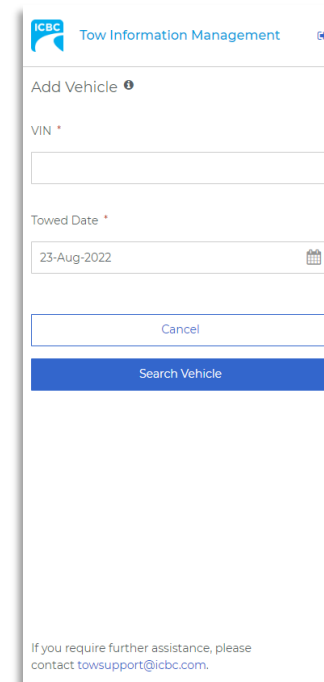 ICBC
Tow Information Management
Add Vehicle
VIN *
Towed Date *
23-Aug-2022
Cancel
Search Vehicle
If you require further assistance, please
contact towsupport@icbc.com.